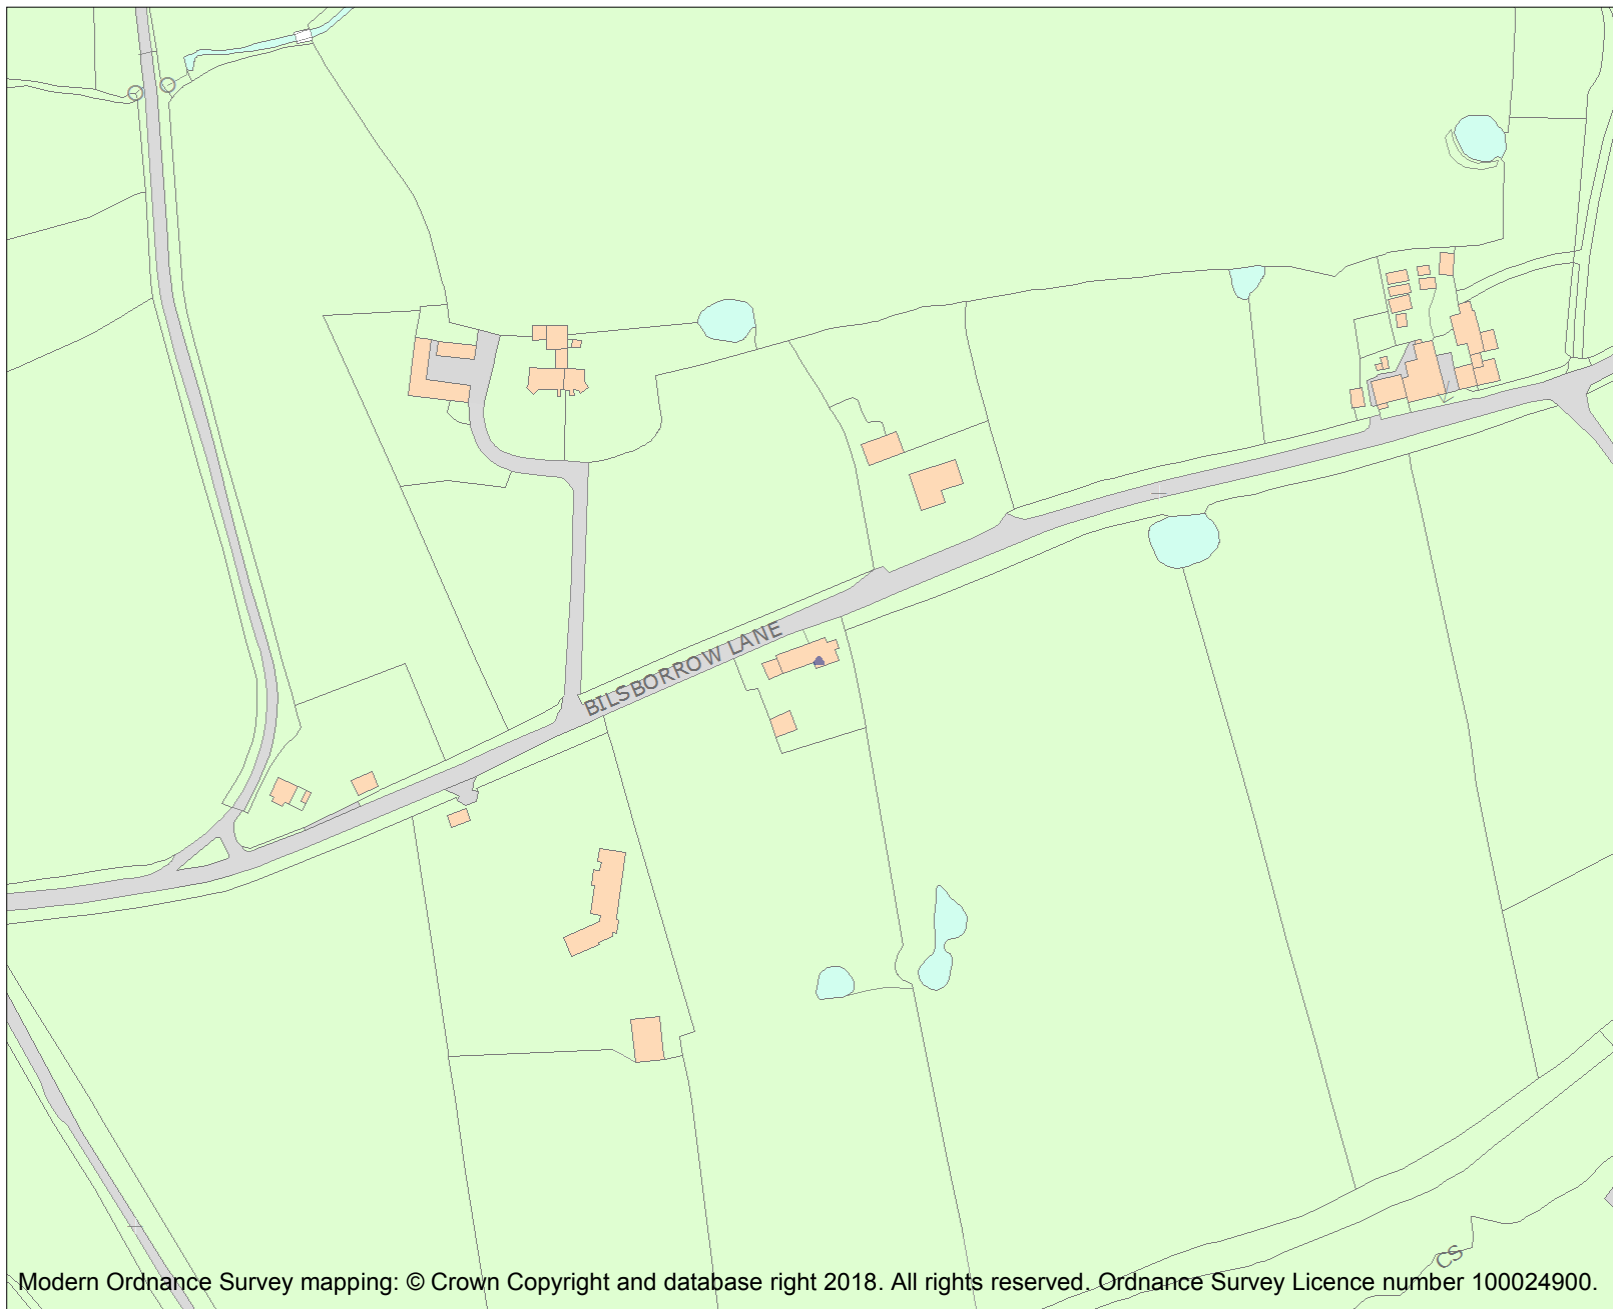 BILSBORROW LANE
CS
Modern Ordnance Survey mapping: © Crown Copyright and database right 2018. All rights reserved. Ordnance Survey Licence number 100024900.